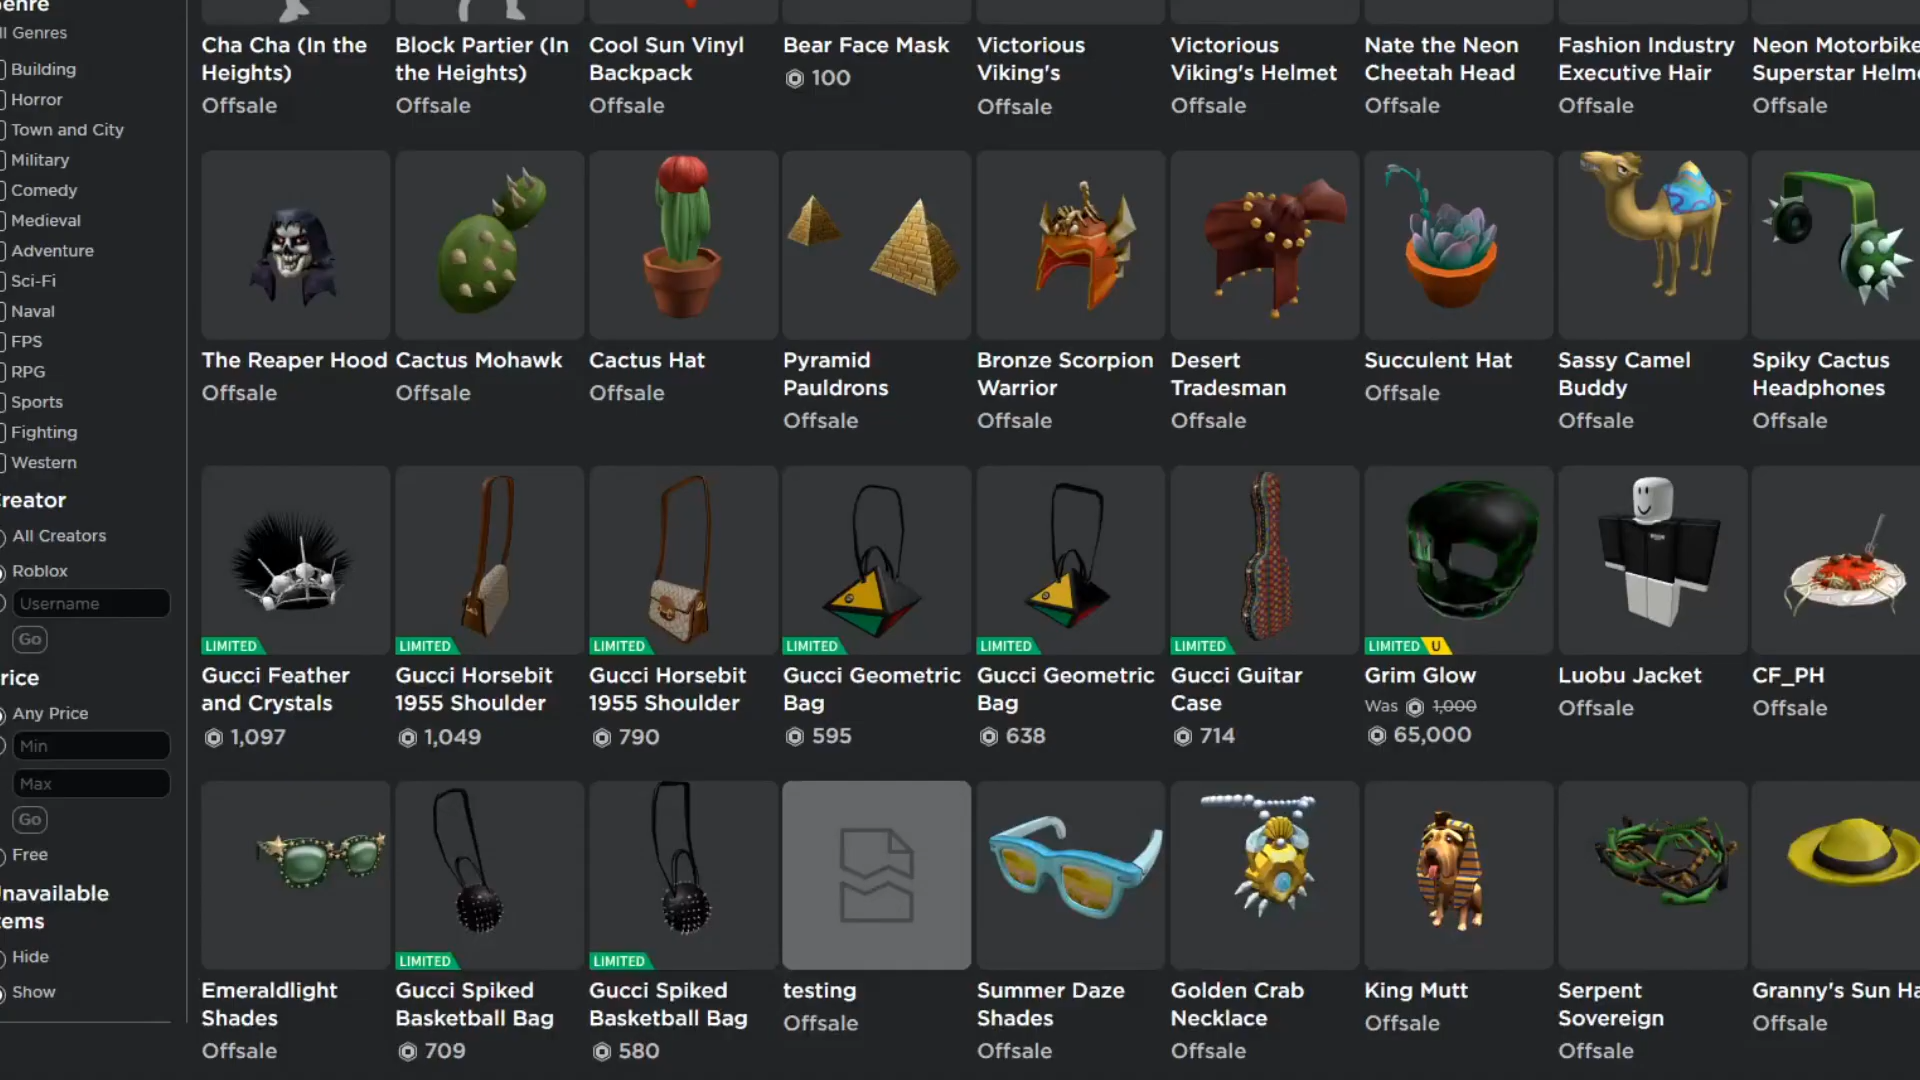 enre
ll Genres
Building
Horror
Town and City
Military
Comedy
Medieval
Adventure
Sci-Fi
Naval
FPS
RPG
Sports
Fighting
Western
reator
All Creators
Roblox
Username
Go
rice
Any Price
Min
Max
Go
Free
navailable
ems
Hide
Show
Cha Cha (In the
Heights)
Offsale
Block Partier (In
the Heights)
Offsale
Cool Sun Vinyl
Backpack
Offsale
Bear Face Mask
100
Victorious
Viking's
Offsale
Victorious
Viking's Helmet
Offsale
Nate the Neon
Cheetah Head
Offsale
Fashion Industry
Executive Hair
Offsale
Neon Motorbike
Superstar Helme
Offsale
The Reaper Hood
Offsale
Cactus Mohawk
Offsale
Cactus Hat
Offsale
Pyramid
Pauldrons
Offsale
Bronze Scorpion
Warrior
Offsale
Desert
Tradesman
Offsale
Succulent Hat
Offsale
Sassy Camel
Buddy
Offsale
Spiky Cactus
Headphones
Offsale
LIMITED
Gucci Feather
and Crystals
1,097
LIMITED
Gucci Horsebit
1955 Shoulder
1,049
LIMITED
Gucci Horsebit
1955 Shoulder
790
LIMITED
Gucci Geometric
Bag
595
LIMITED
Gucci Geometric
Bag
638
LIMITED
Gucci Guitar
Case
714
LIMITED U
Grim Glow
Was 1,000
65,000
Luobu Jacket
Offsale
CF_PH
Offsale
Emeraldlight
Shades
Offsale
LIMITED
Gucci Spiked
Basketball Bag
709
LIMITED
Gucci Spiked
Basketball Bag
580
testing
Offsale
Summer Daze
Shades
Offsale
Golden Crab
Necklace
Offsale
King Mutt
Offsale
Serpent
Sovereign
Offsale
Granny's Sun Ha
Offsale